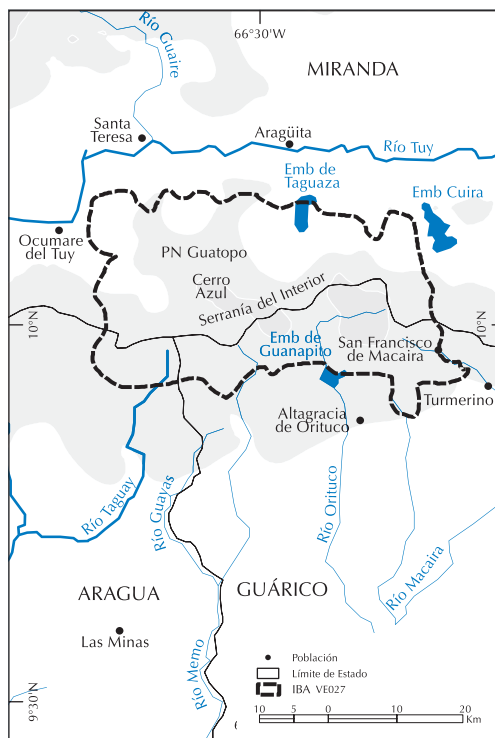 66°30'W
Río Guaire
MIRANDA
Santa
Teresa
Aragüita
Río Tuy
Emb de
Taguaza
Emb Cuira
Ocumare
del Tuy
PN Guatopo
Cerro
Azul
Serranía del Interior
10°N
10°N
Emb de
Guanapito
San Francisco
de Macaira
Turmerino
Altagracia
de Orituco
Río Taguay
Río Guayas
Río Orituco
Río Macaira
ARAGUA
GUÁRICO
Las Minas
Río Memo
9°30'N
Población
Límite de Estado
IBA VE027
10 5 0 10 20
Km